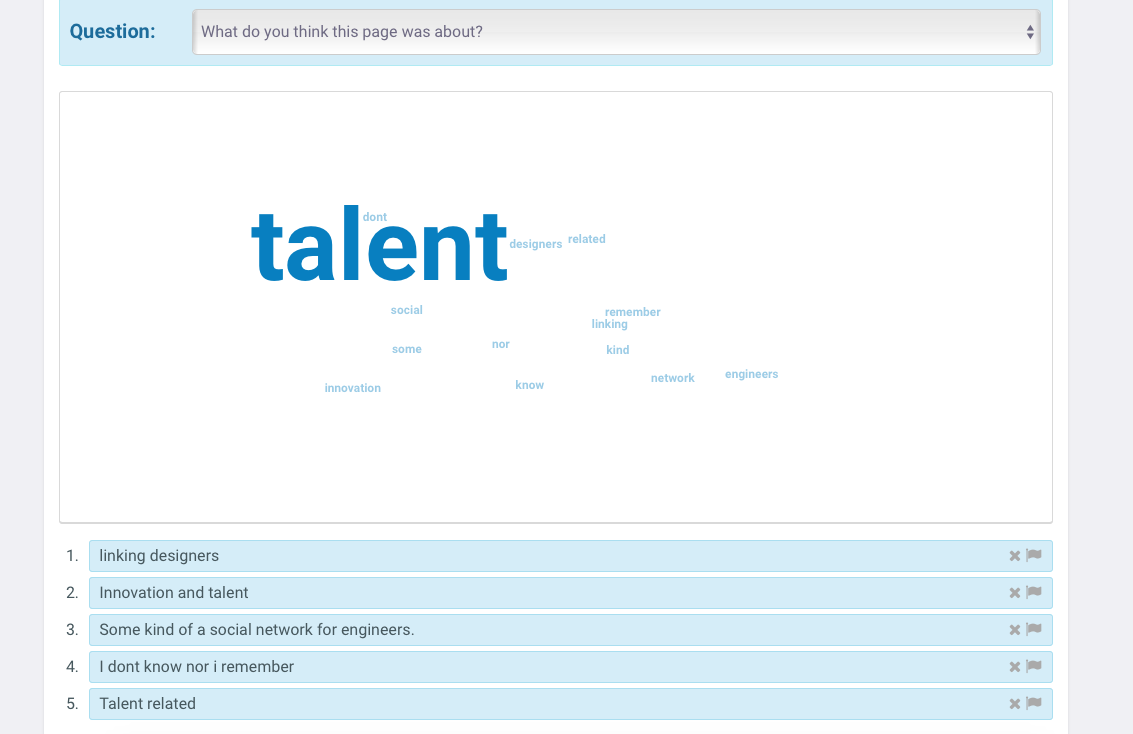 Question: What do you think this page was about?
talent
dont
designers related
social
remember
linking
some
nor
kind
innovation
know
network
engineers
1. linking designers
2. Innovation and talent
3. Some kind of a social network for engineers.
4. I dont know nor i remember
5. Talent related